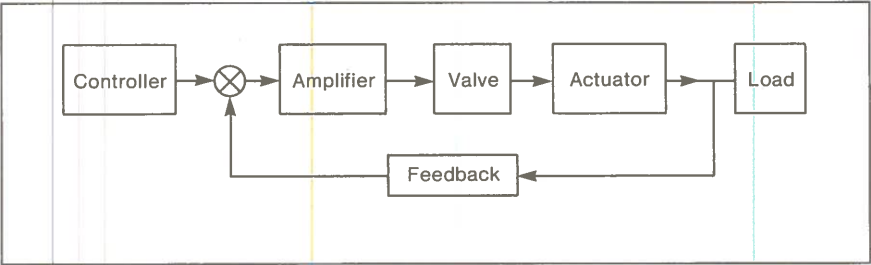 Controller
Amplifier
Valve
Actuator
Load
Feedback